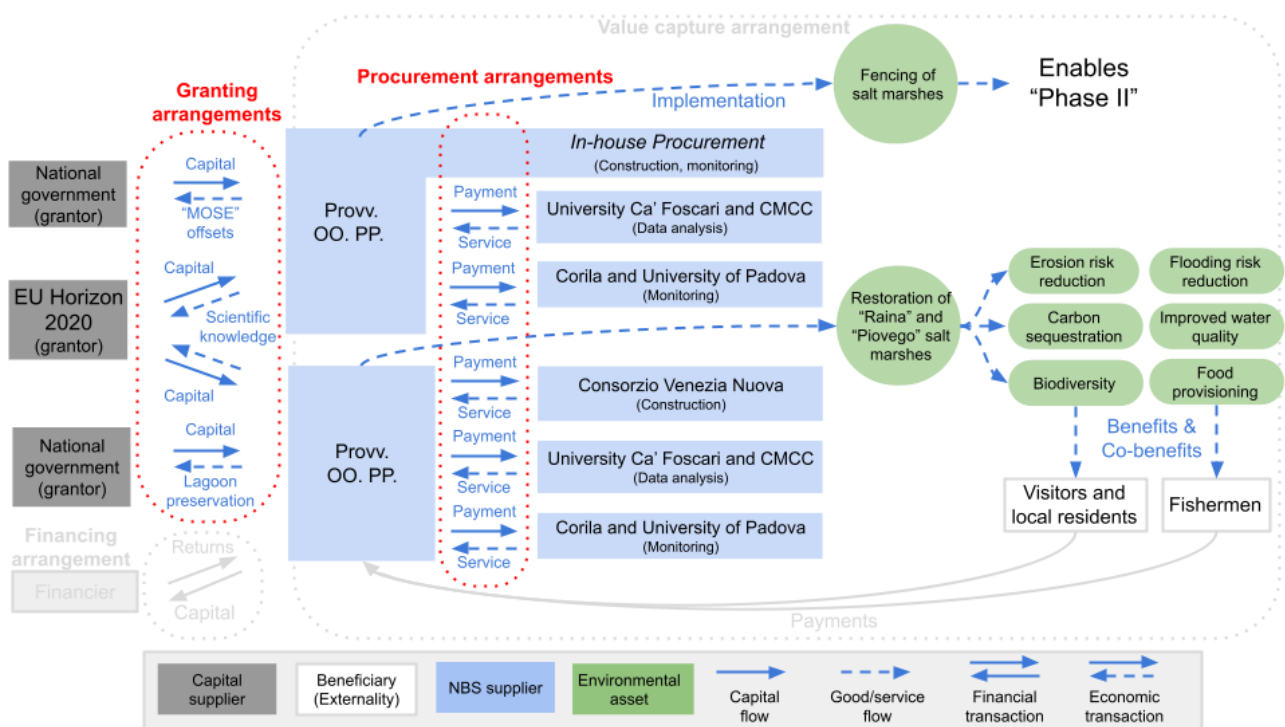 Value capture arrangement
Granting
arrangements
Procurement arrangements
Implementation
Fencing of
salt marshes
Enables
“Phase II”
National
government
(grantor)
Capital
“MOSE”
offsets
Provv.
OO. PP.
In-house Procurement
(Construction, monitoring)
Payment
Service
University Ca’ Foscari and CMCC
(Data analysis)
Payment
Service
Corila and University of Padova
(Monitoring)
EU Horizon
2020
(grantor)
Capital
Scientific
knowledge
Capital
Restoration of
“Raina” and
“Piovego” salt
marshes
Erosion risk
reduction
Flooding risk
reduction
Carbon
sequestration
Improved water
quality
Biodiversity
Food
provisioning
Provv.
OO. PP.
Payment
Service
Consorzio Venezia Nuova
(Construction)
Payment
Service
University Ca’ Foscari and CMCC
(Data analysis)
Payment
Service
Corila and University of Padova
(Monitoring)
National
government
(grantor)
Capital
Lagoon
preservation
Benefits &
Co-benefits
Visitors and
local residents
Fishermen
Financing
arrangement
Financier
Returns
Capital
Payments
Capital
supplier
Beneficiary
(Externality)
NBS supplier
Environmental
asset
Capital
flow
Good/service
flow
Financial
transaction
Economic
transaction